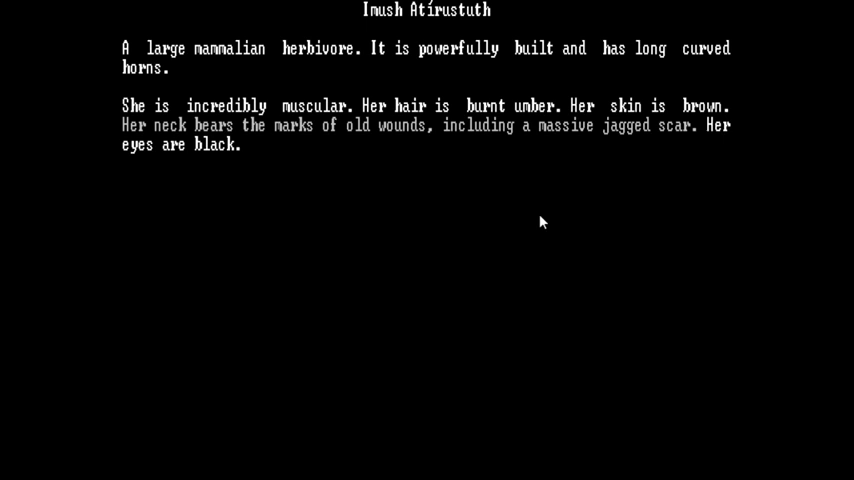 Imush Atírustuth
A large mammalian herbivore. It is powerfully built and has long curved
horns.
She is incredibly muscular. Her hair is burnt umber. Her skin is brown.
Her neck bears the marks of old wounds, including a massive jagged scar. Her
eyes are black.